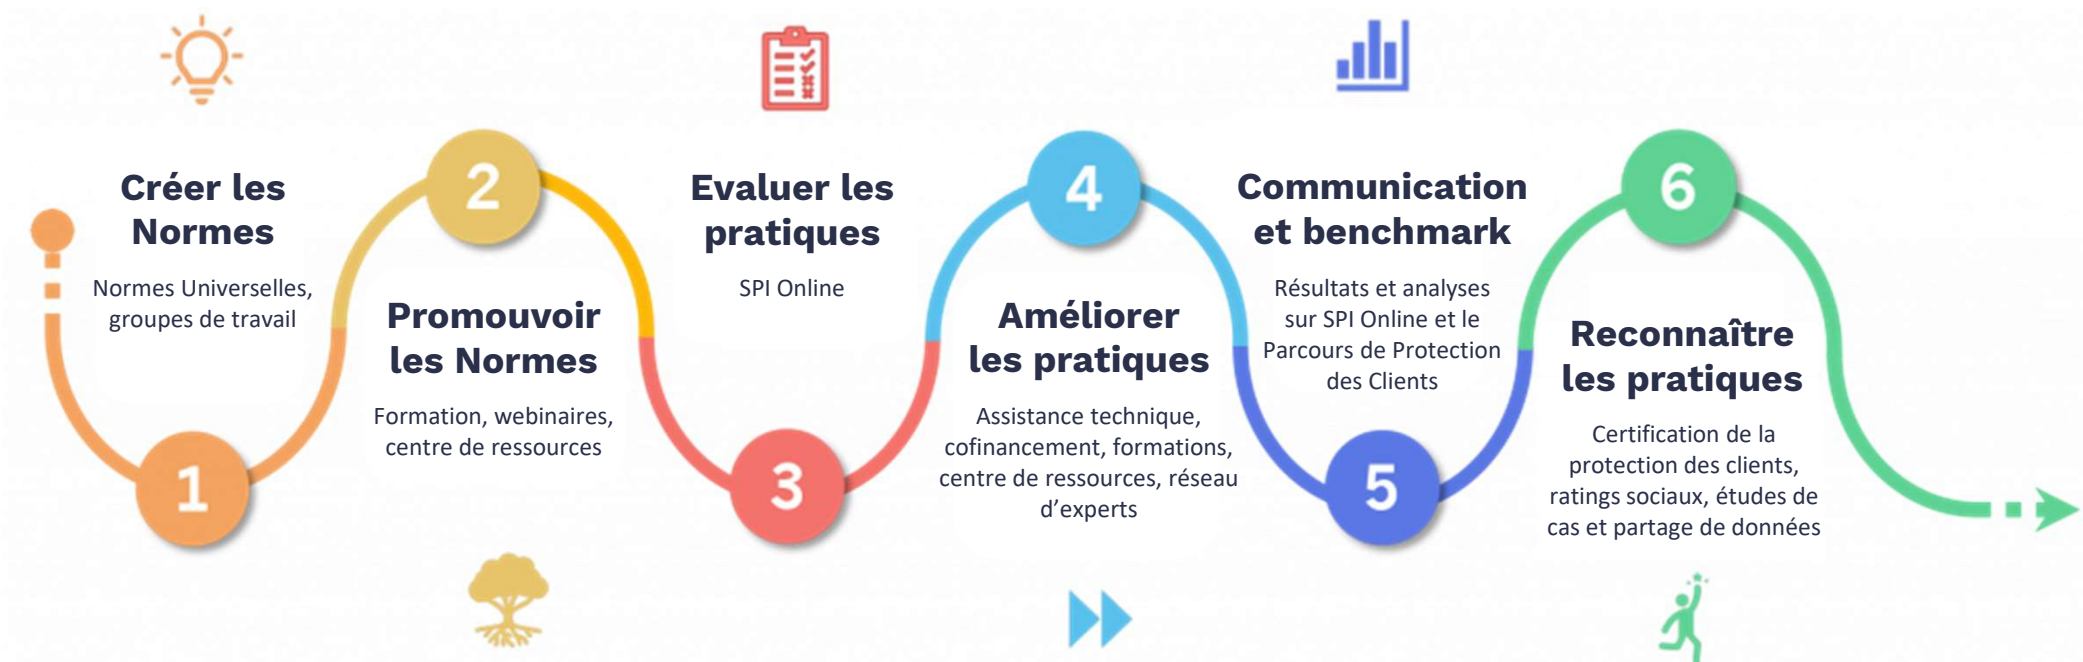 1
Créer les
Normes
Normes Universelles,
groupes de travail
2
Promouvoir
les Normes
Formation, webinaires,
centre de ressources
3
Evaluer les
pratiques
SPI Online
4
Améliorer
les pratiques
Assistance technique,
cofinancement, formations,
centre de ressources, réseau
d’experts
5
Communication
et benchmark
Résultats et analyses
sur SPI Online et le
Parcours de Protection
des Clients
6
Reconnaître
les pratiques
Certification de la
protection des clients,
ratings sociaux, études de
cas et partage de données